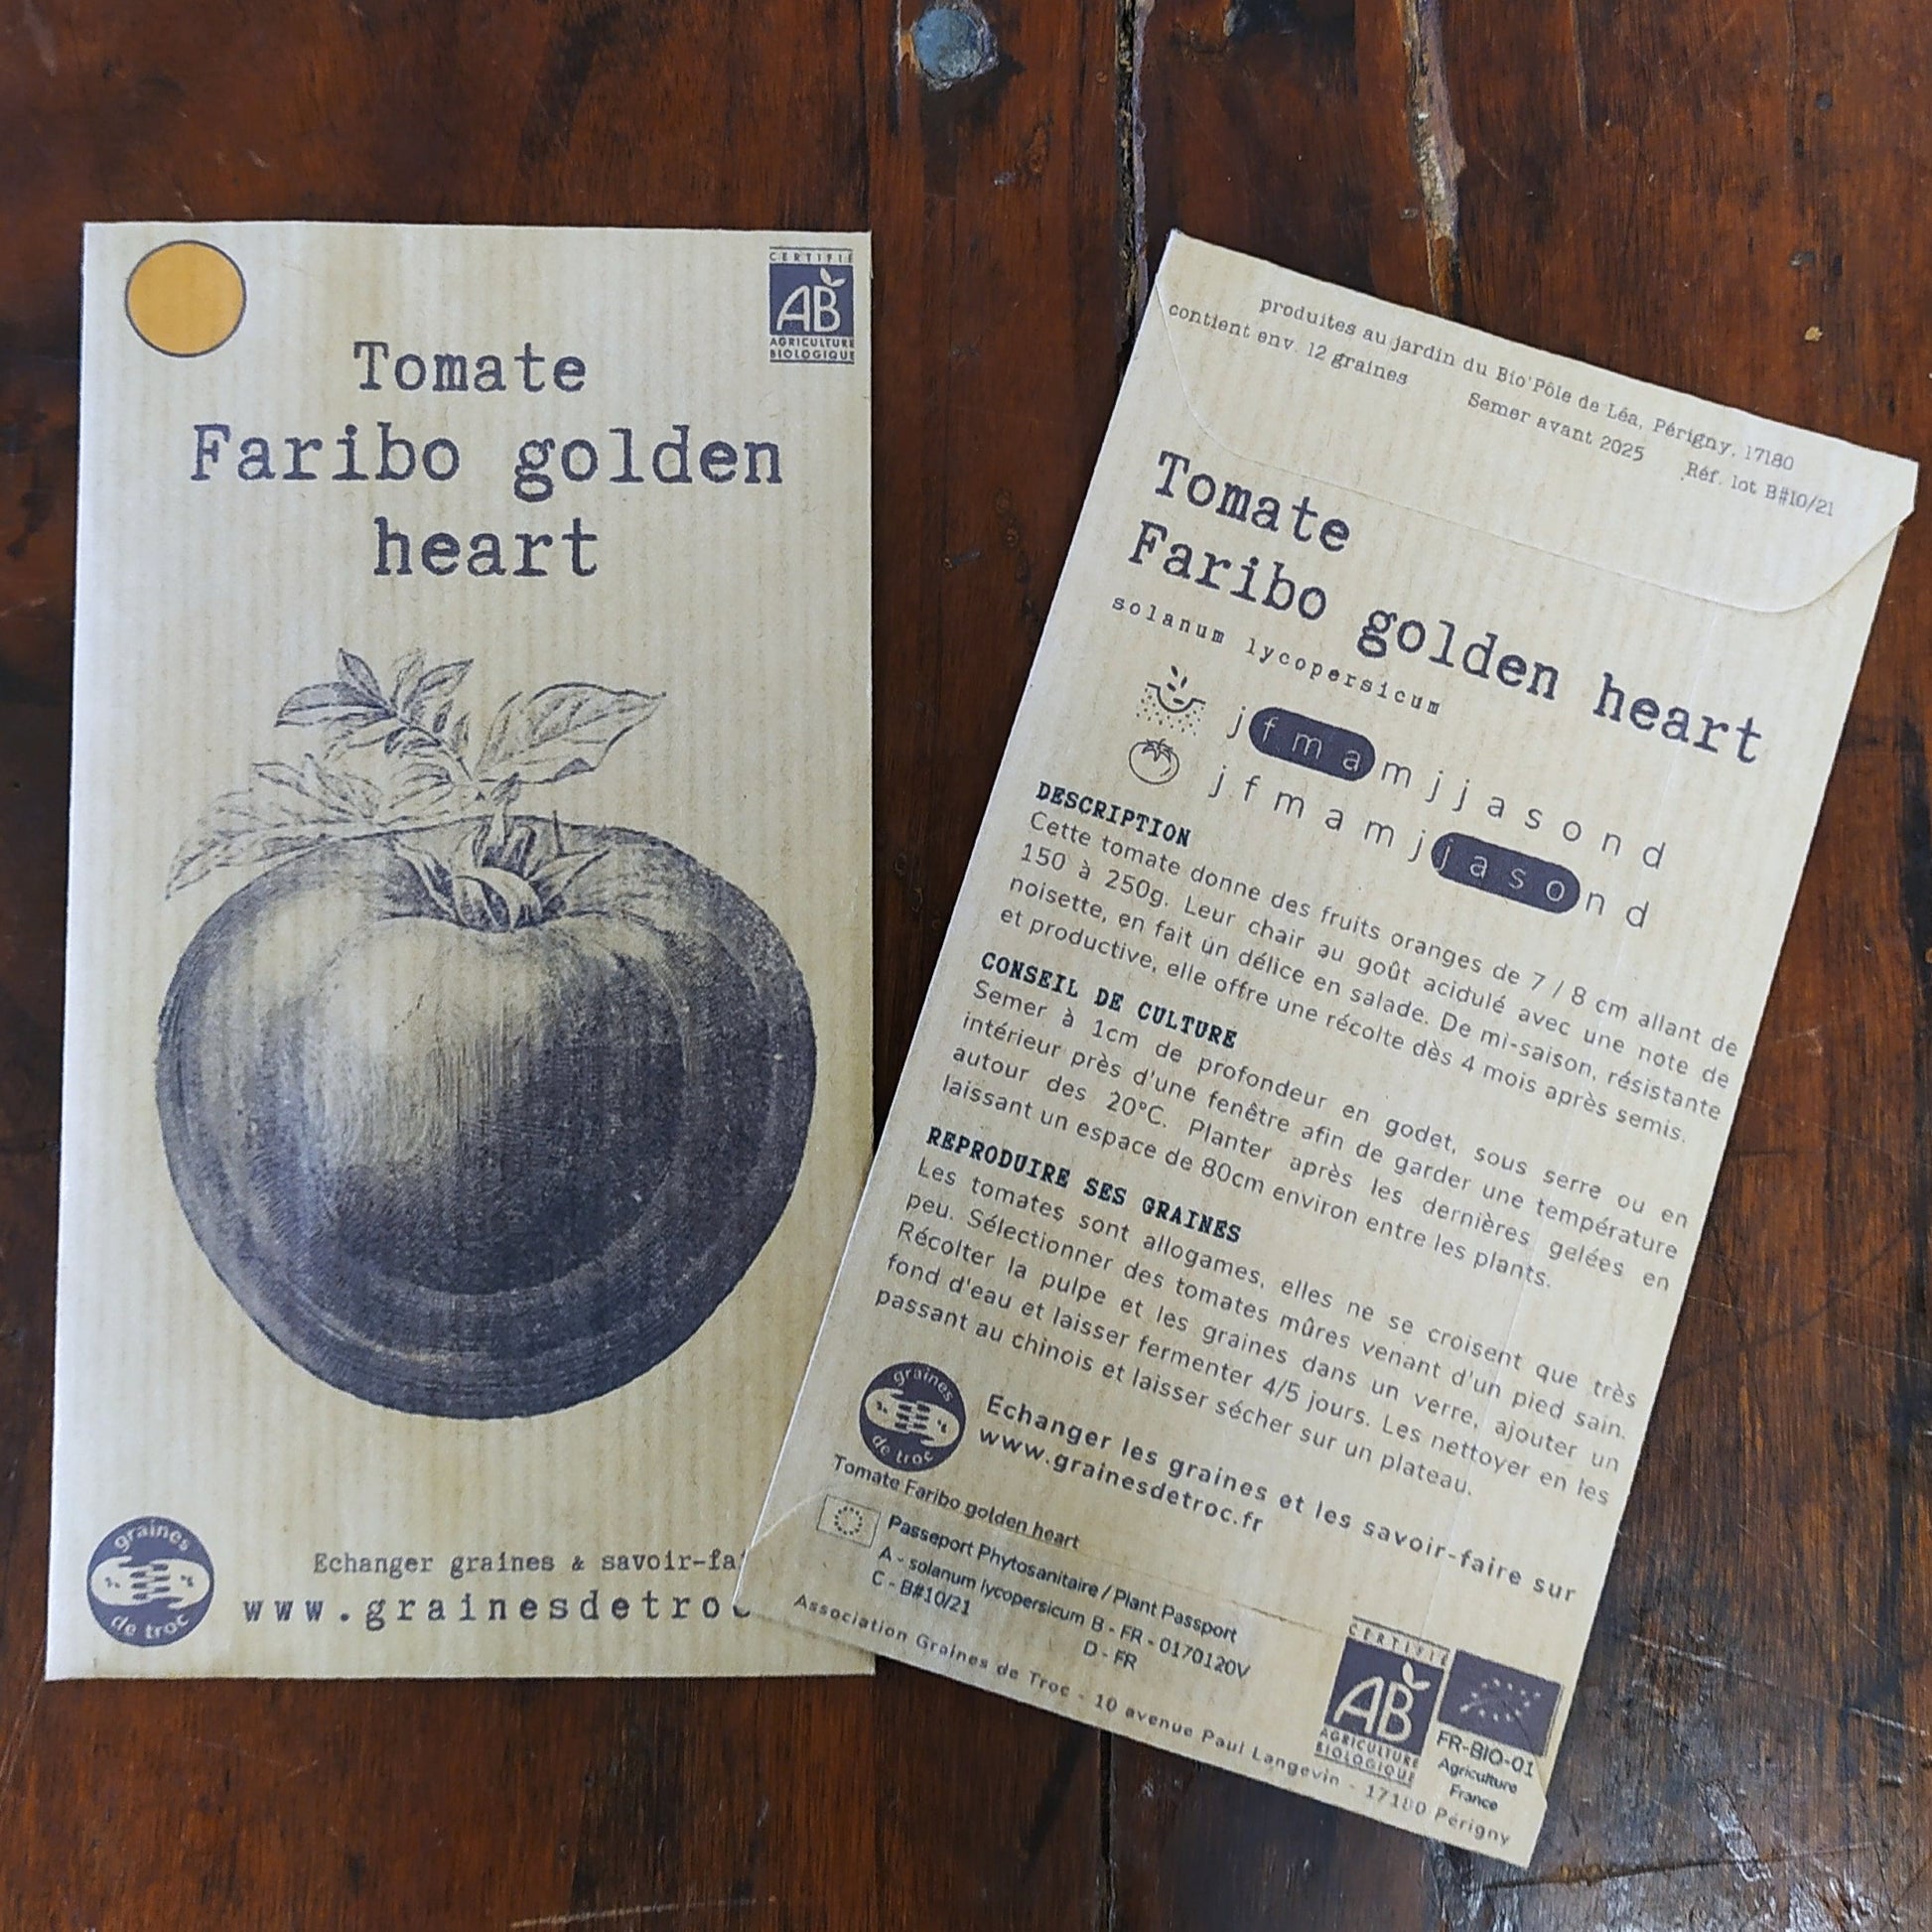 CERTIFIÉ
AB
AGRICULTURE
BIOLOGIQUE
Tomate
Faribo golden
heart
graines
de troc
Echanger graines & savoir-fa
www.grainesdetroc
produites au jardin du Bio'Pôle de Léa, Périgny, 17180
contient env. 12 graines Semer avant 2025 Réf. lot B#10/21
Tomate
Faribo golden heart
solanum lycopersicum
j f m a m j j a s o n d
j f m a m j j a s o n d
DESCRIPTION
Cette tomate donne des fruits oranges de 7 / 8 cm allant de
150 à 250g. Leur chair au goût acidulé avec une note de
noisette, en fait un délice en salade. De mi-saison, résistante
et productive, elle offre une récolte dès 4 mois après semis.
CONSEIL DE CULTURE
Semer à 1cm de profondeur en godet, sous serre ou en
intérieur près d'une fenêtre afin de garder une température
autour des 20°C. Planter après les dernières gelées en
laissant un espace de 80cm environ entre les plants.
REPRODUIRE SES GRAINES
Les tomates sont allogames, elles ne se croisent que très
peu. Sélectionner des tomates mûres venant d'un pied sain.
Récolter la pulpe et les graines dans un verre, ajouter un
fond d'eau et laisser fermenter 4/5 jours. Les nettoyer en les
passant au chinois et laisser sécher sur un plateau.
graines
de troc
Echanger les graines et les savoir-faire sur
www.grainesdetroc.fr
Tomate Faribo golden heart
Passeport Phytosanitaire / Plant Passport
A - solanum lycopersicum B - FR - 0170120V
C - B#10/21 D - FR
CERTIFIÉ
AB
AGRICULTURE
BIOLOGIQUE
FR-BIO-01
Agriculture
France
Association Graines de Troc - 10 avenue Paul Langevin - 17180 Périgny